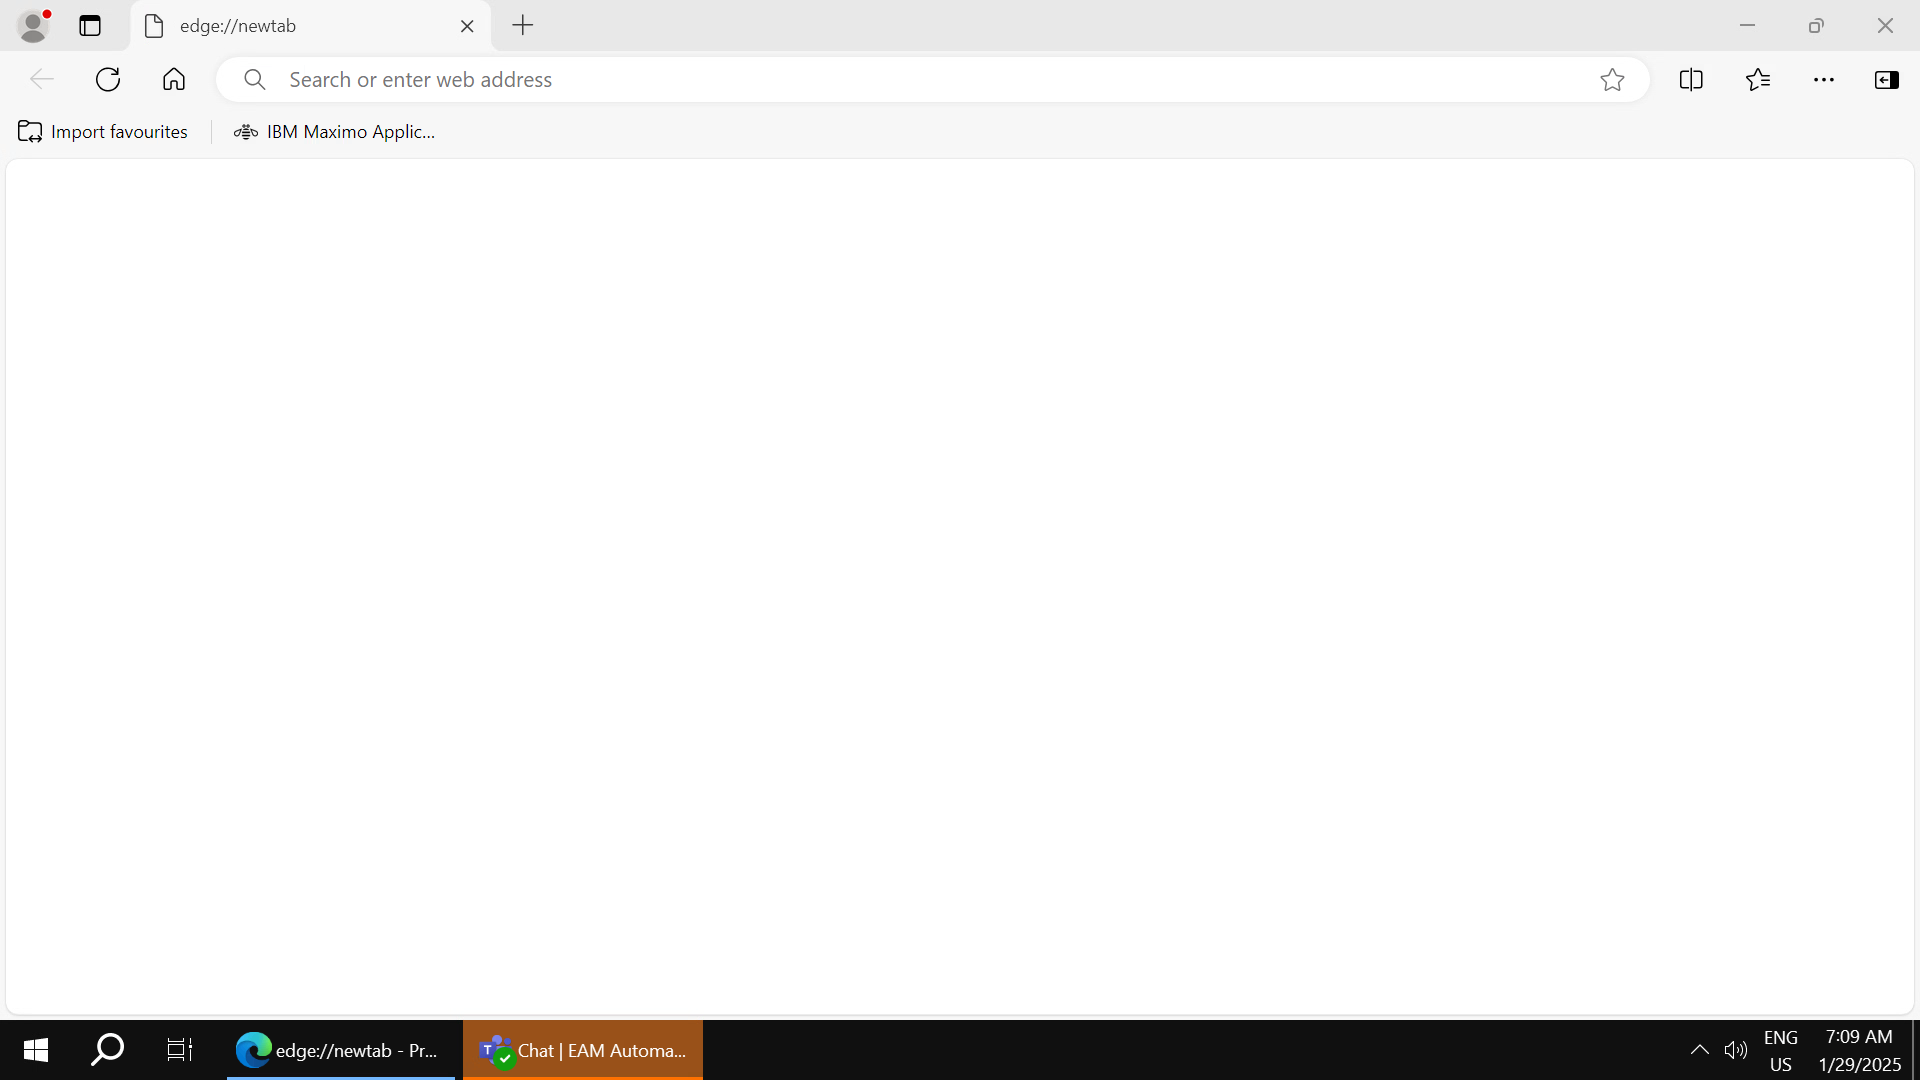 edge://newtab
Search or enter web address
Import favourites
IBM Maximo Applic...
edge://newtab - Pr...
Chat | EAM Automa...
ENG
US
7:09 AM
1/29/2025